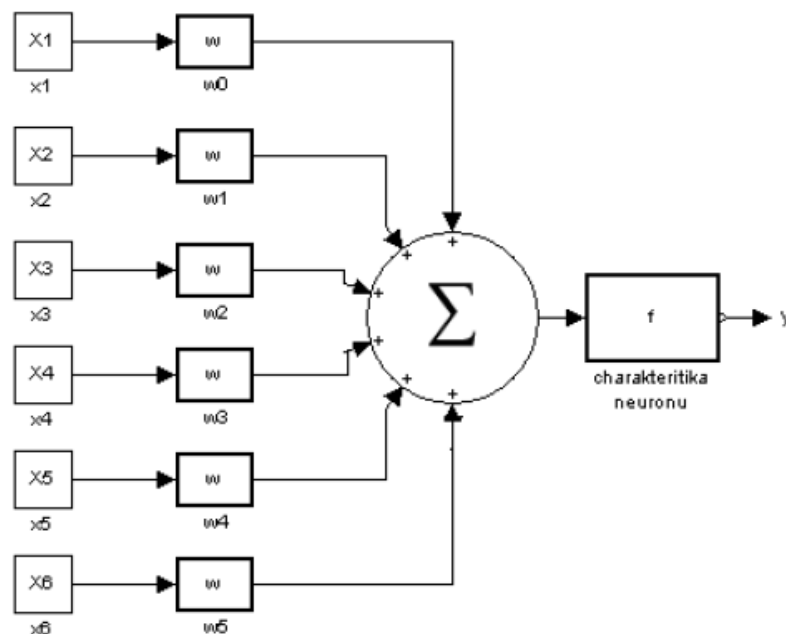 X1
w
x1
w0
X2
w
x2
w1
X3
w
x3
w2
X4
w
x4
w3
X5
w
x5
w4
X6
w
x6
w5
+
+
+
+
+
+
Σ
f
y
charakteritika
neuronu